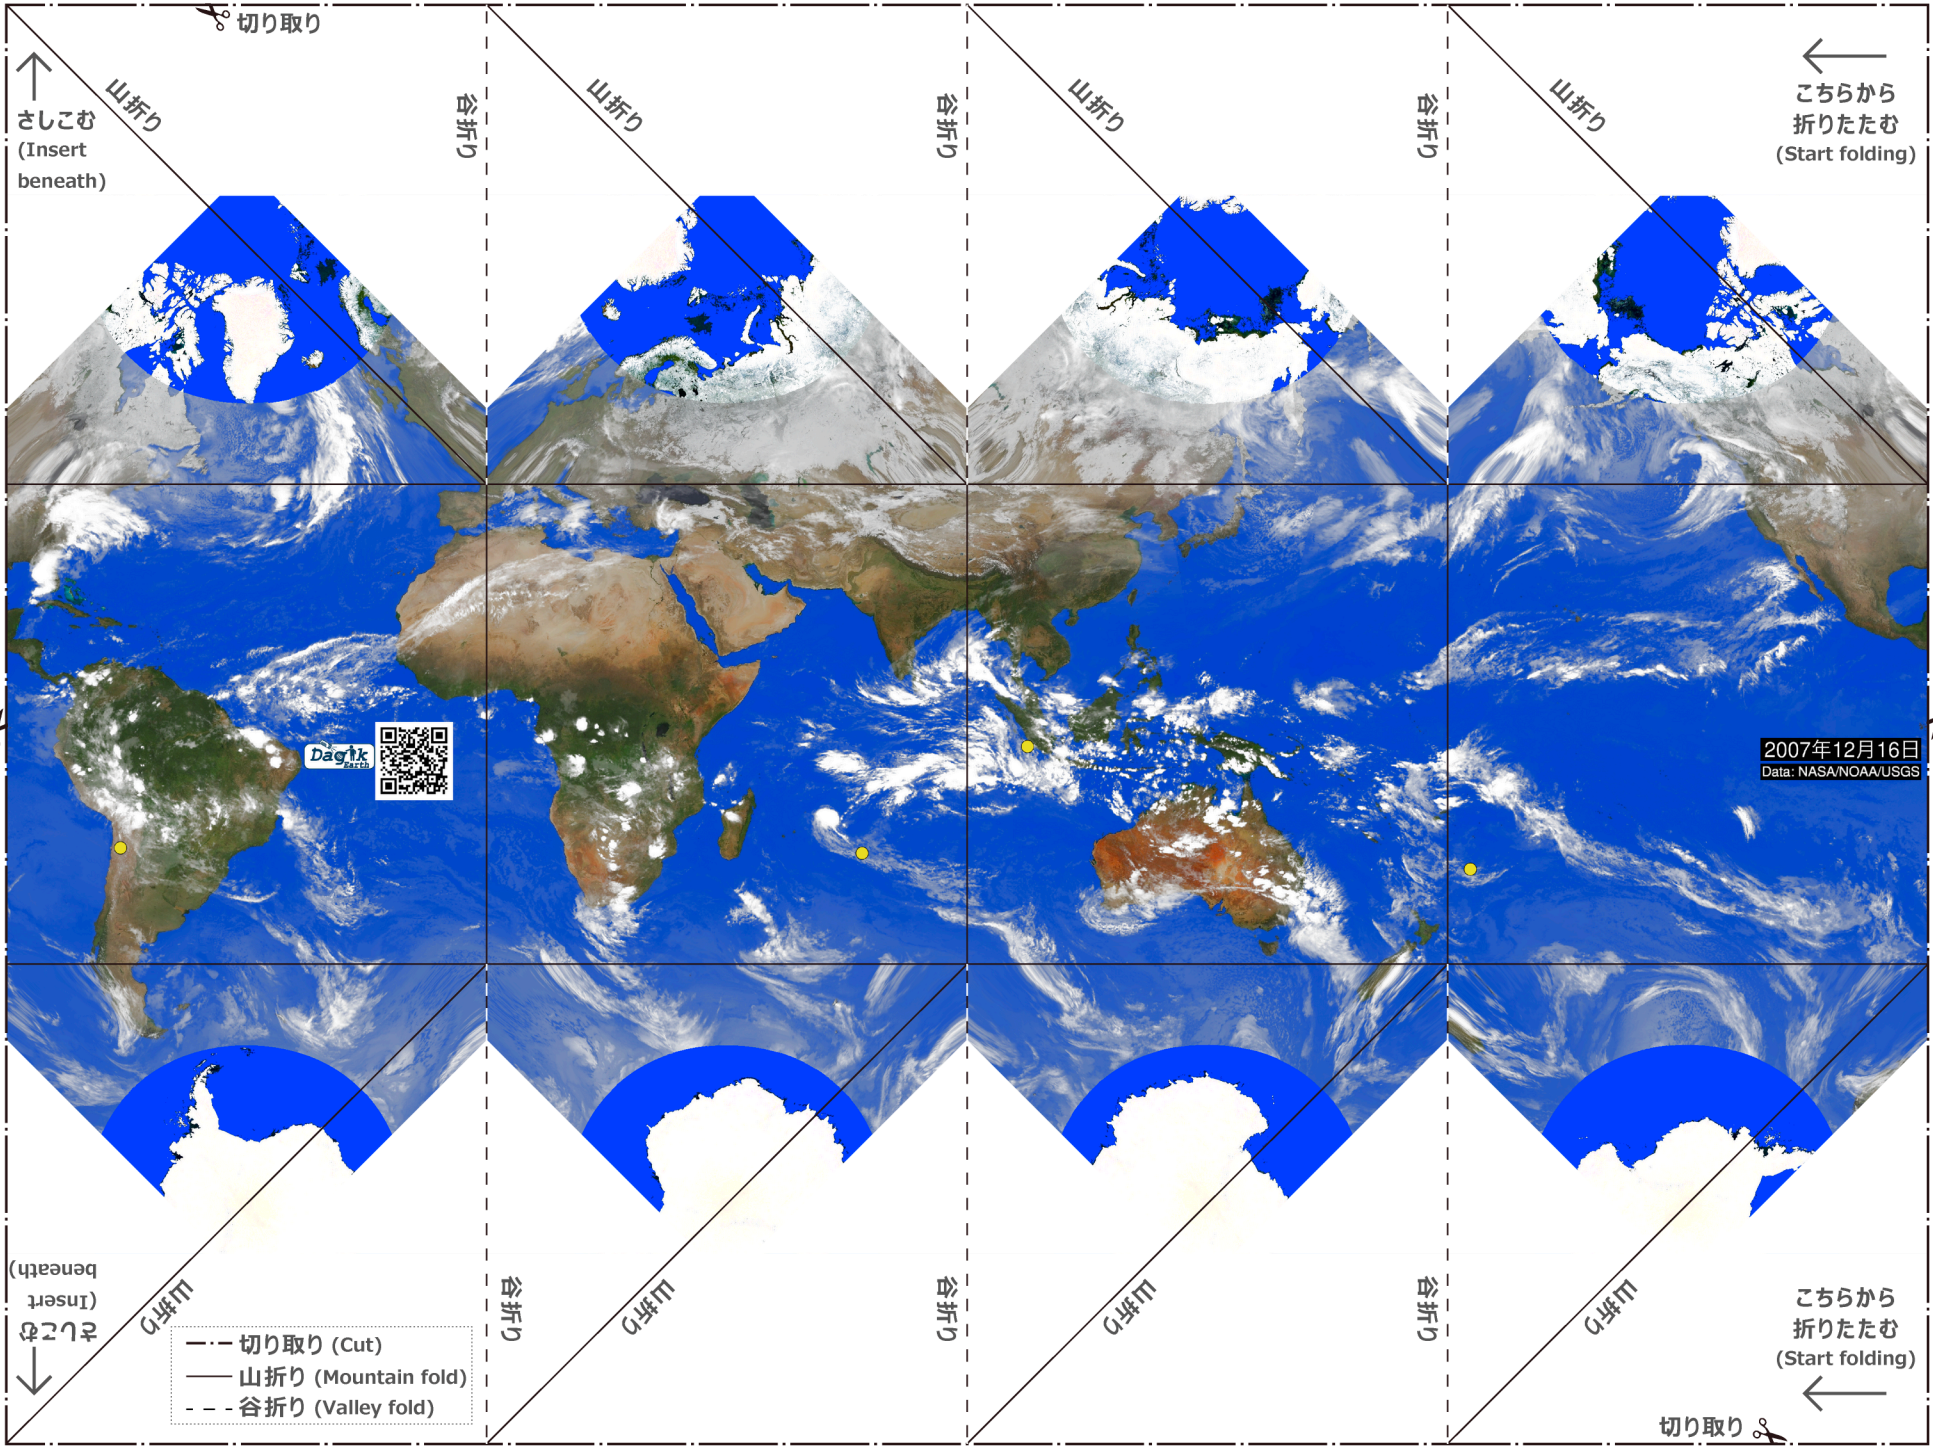 切り取り
山折り
谷折り
山折り
谷折り
山折り
谷折り
山折り
さしこむ
(Insert
beneath)
こちらから
折りたたむ
(Start folding)
Dagik
Earth
2007年12月16日
Data: NASA/NOAA/USGS
さしこむ
(Insert
beneath)
山折り
谷折り
山折り
谷折り
山折り
谷折り
山折り
こちらから
折りたたむ
(Start folding)
切り取り (Cut)
山折り (Mountain fold)
谷折り (Valley fold)
切り取り